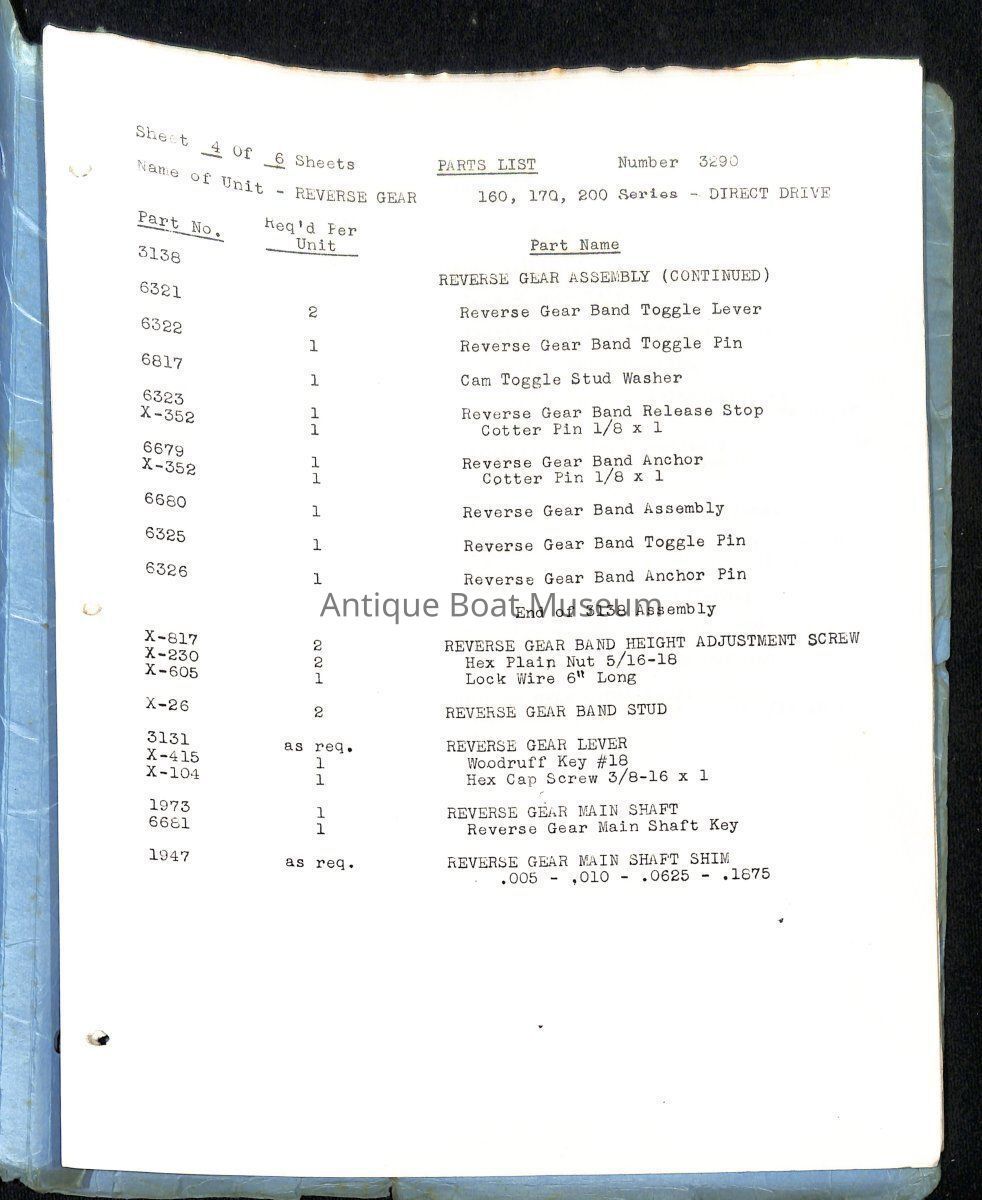 Sheet 4 Of 6 Sheets PARTS LIST Number 3290
Name of Unit - REVERSE GEAR 160, 170, 200 Series - DIRECT DRIVE
Part No. Req'd Per Unit Part Name
3138 REVERSE GEAR ASSEMBLY (CONTINUED)
6321 2 Reverse Gear Band Toggle Lever
6322 1 Reverse Gear Band Toggle Pin
6817 1 Cam Toggle Stud Washer
6323 1 Reverse Gear Band Release Stop
X-352 1 Cotter Pin 1/8 x 1
6679 1 Reverse Gear Band Anchor
X-352 1 Cotter Pin 1/8 x 1
6680 1 Reverse Gear Band Assembly
6325 1 Reverse Gear Band Toggle Pin
6326 1 Reverse Gear Band Anchor Pin
Antique Boat Museum
End of 3138 Assembly
X-817 2 REVERSE GEAR BAND HEIGHT ADJUSTMENT SCREW
X-230 2 Hex Plain Nut 5/16-18
X-605 1 Lock Wire 6" Long
X-26 2 REVERSE GEAR BAND STUD
3131 as req. REVERSE GEAR LEVER
X-415 1 Woodruff Key #18
X-104 1 Hex Cap Screw 3/8-16 x 1
1973 1 REVERSE GEAR MAIN SHAFT
6681 1 Reverse Gear Main Shaft Key
1947 as req. REVERSE GEAR MAIN SHAFT SHIM
.005 - ,010 - .0625 - .1875